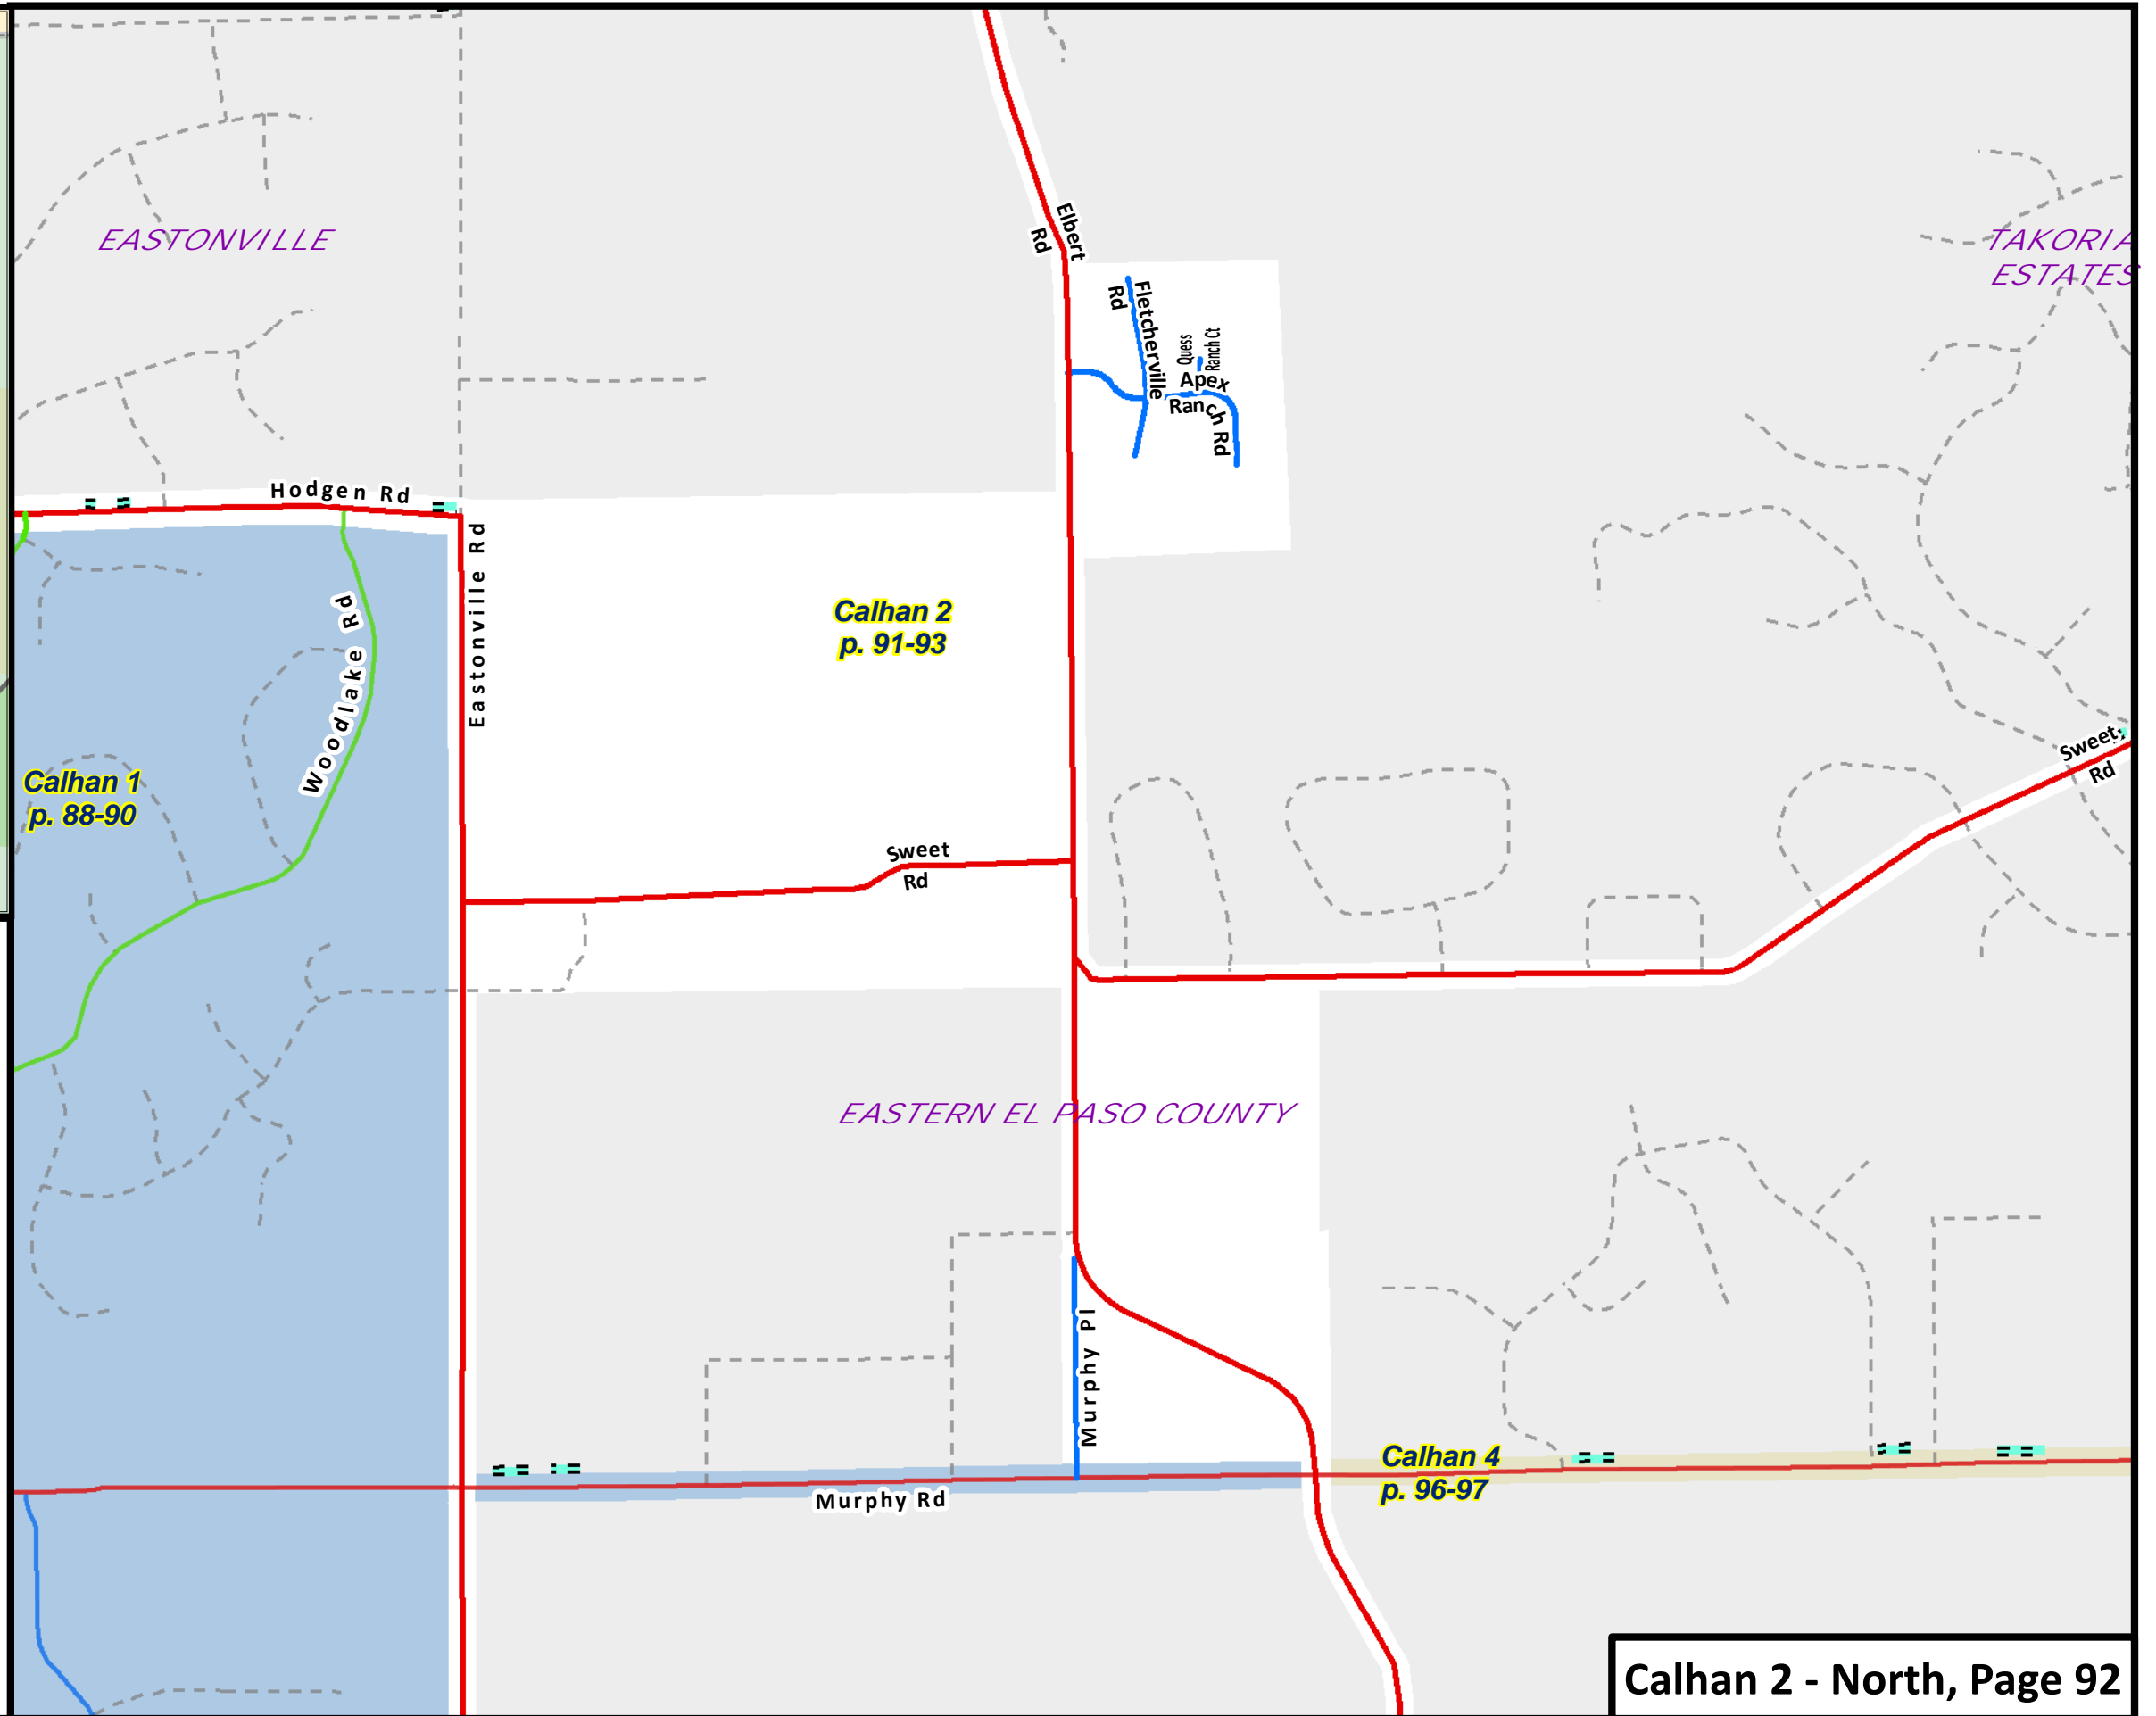 EASTONVILLE
Elbert
Rd
TAKORIA
ESTATES
Fletcherville
Rd
Quess
Ranch Ct
Apex
Ranch Rd
Hodgen Rd
Eastonville Rd
Woodlake Rd
Calhan 2
p. 91-93
Calhan 1
p. 88-90
Sweet
Rd
Sweet
Rd
EASTERN EL PASO COUNTY
Murphy Pl
Calhan 4
p. 96-97
Murphy Rd
Calhan 2 - North, Page 92